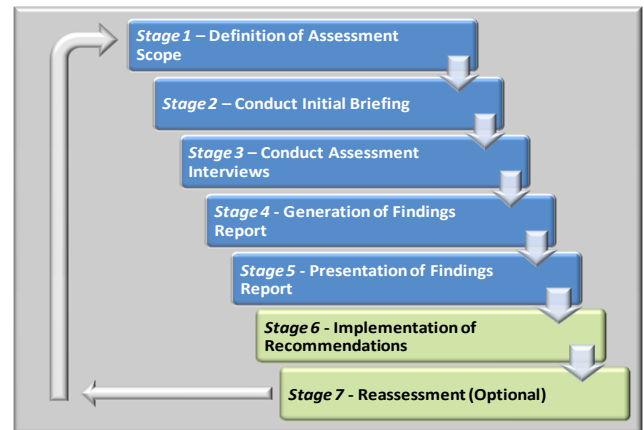 Stage 1 – Definition of Assessment
Scope
Stage 2 – Conduct Initial Briefing
Stage 3 – Conduct Assessment
Interviews
Stage 4 - Generation of Findings
Report
Stage 5 - Presentation of Findings
Report
Stage 6 - Implementation of
Recommendations
Stage 7 - Reassessment (Optional)